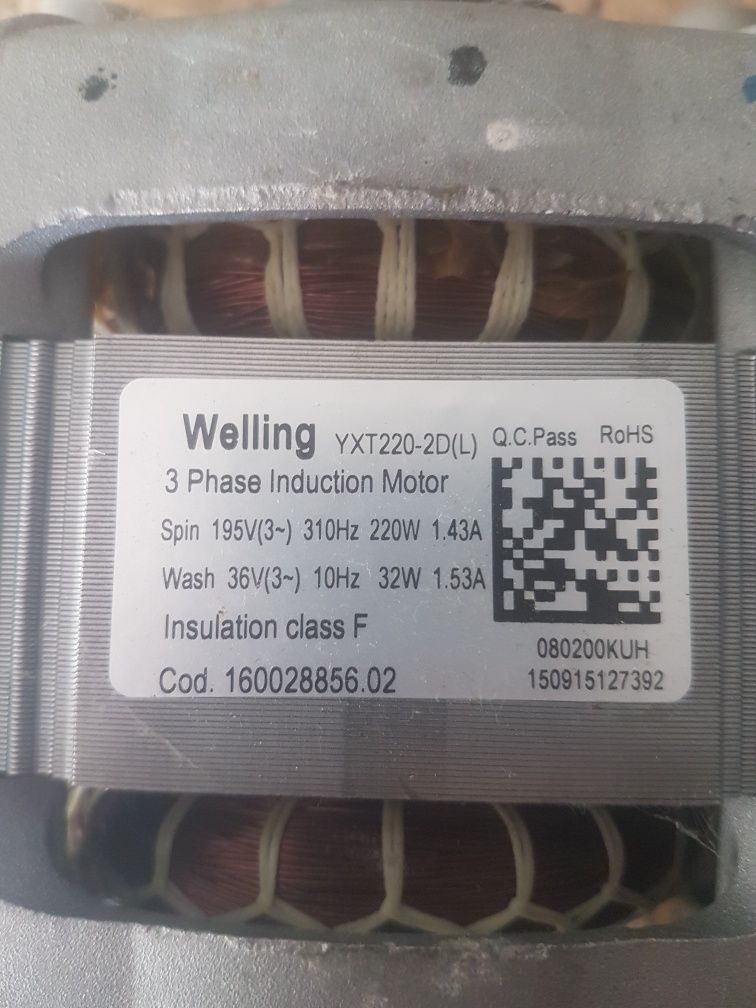 Welling YXT220-2D(L) Q.C.Pass RoHS
3 Phase Induction Motor
Spin 195V(3~) 310Hz 220W 1.43A
Wash 36V(3~) 10Hz 32W 1.53A
Insulation class F
Cod. 160028856.02
080200KUH
150915127392